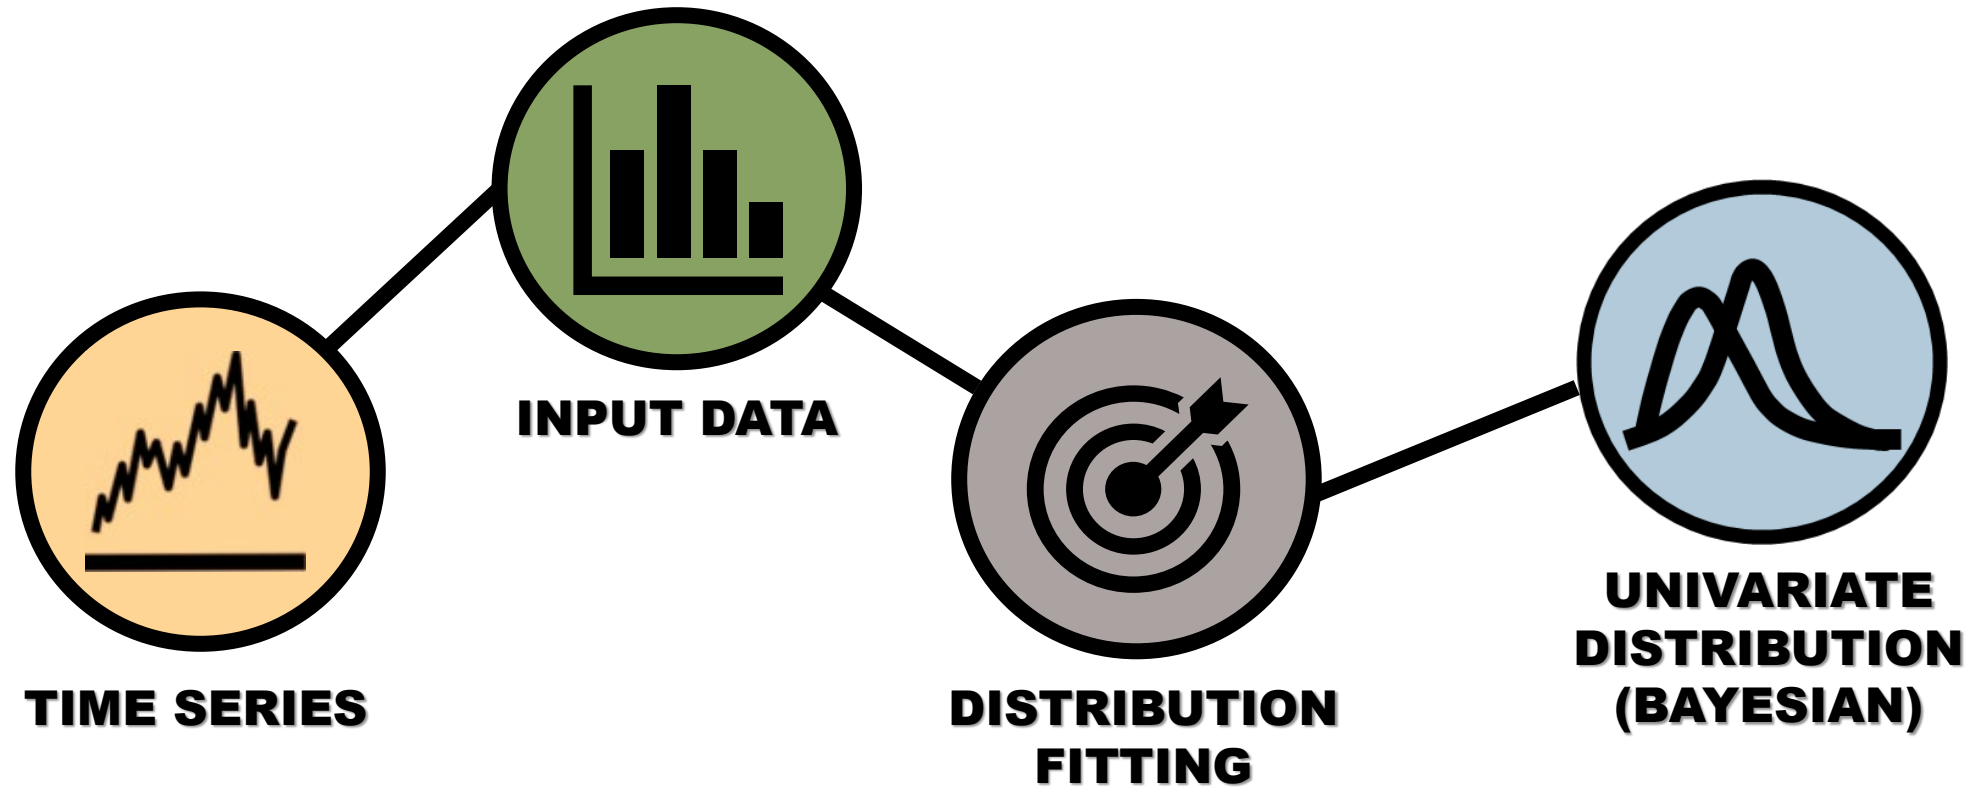 TIME SERIES
INPUT DATA
DISTRIBUTION
FITTING
UNIVARIATE
DISTRIBUTION
(BAYESIAN)